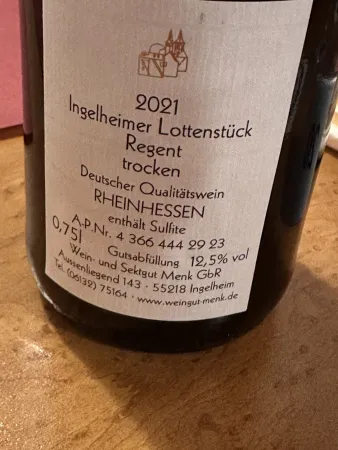 2021
Ingelheimer Lottenstück
Regent
trocken
Deutscher Qualitätswein
RHEINHESSEN
enthält Sulfite
A.P.Nr. 4 366 444 29 23
0,75l Gutsabfüllung 12,5% vol
Wein- und Sektgut Menk GbR
Aussenliegend 143 · 55218 Ingelheim
Tel. (06132) 75164 · www.weingut-menk.de